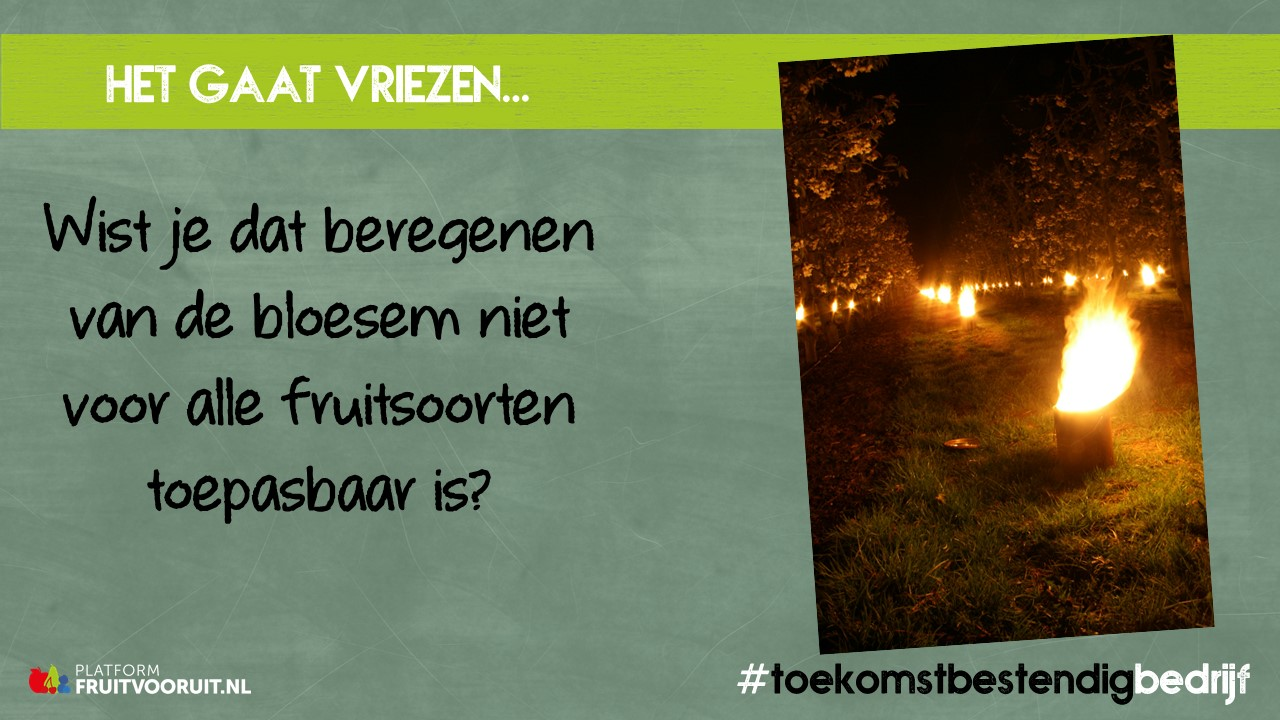 HET GAAT VRIEZEN...
Wist je dat beregenen
van de bloesem niet
voor alle fruitsoorten
toepasbaar is?
PLATFORM
FRUITVOORUIT.NL
#toekomstbestendigbedrijf